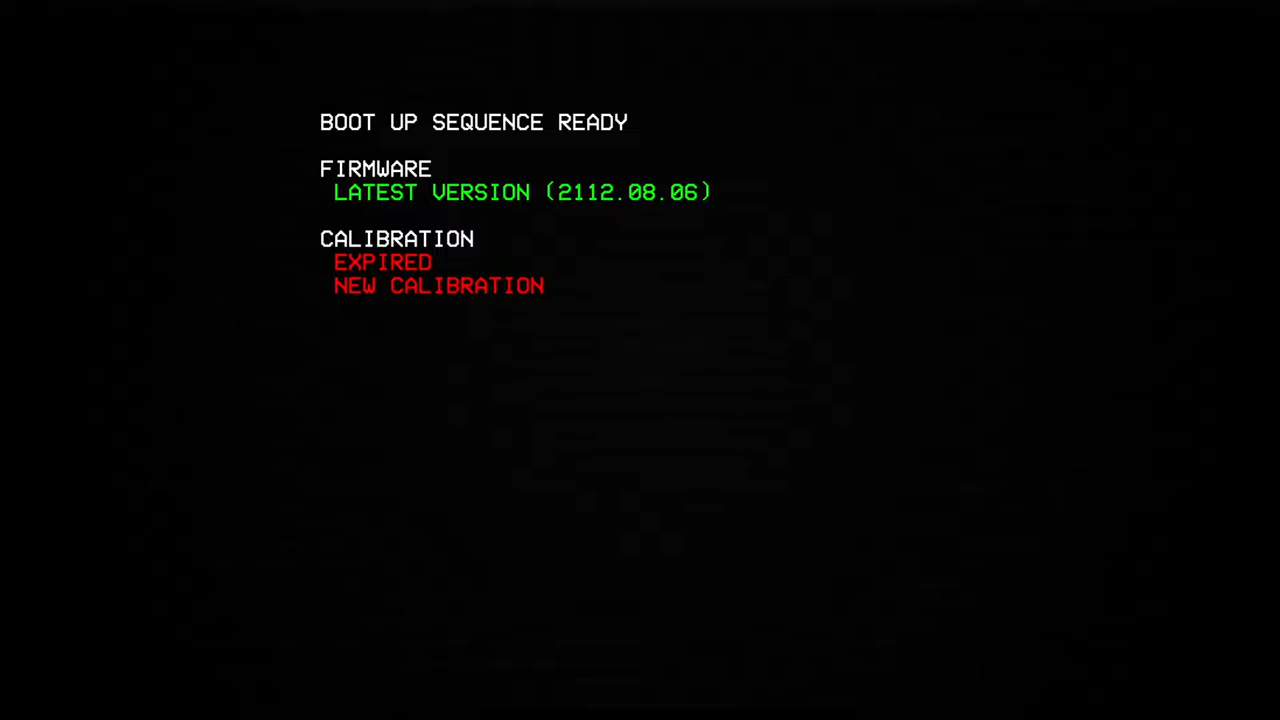 BOOT UP SEQUENCE READY
FIRMWARE
LATEST VERSION (2112.08.06)
CALIBRATION
EXPIRED
NEW CALIBRATION